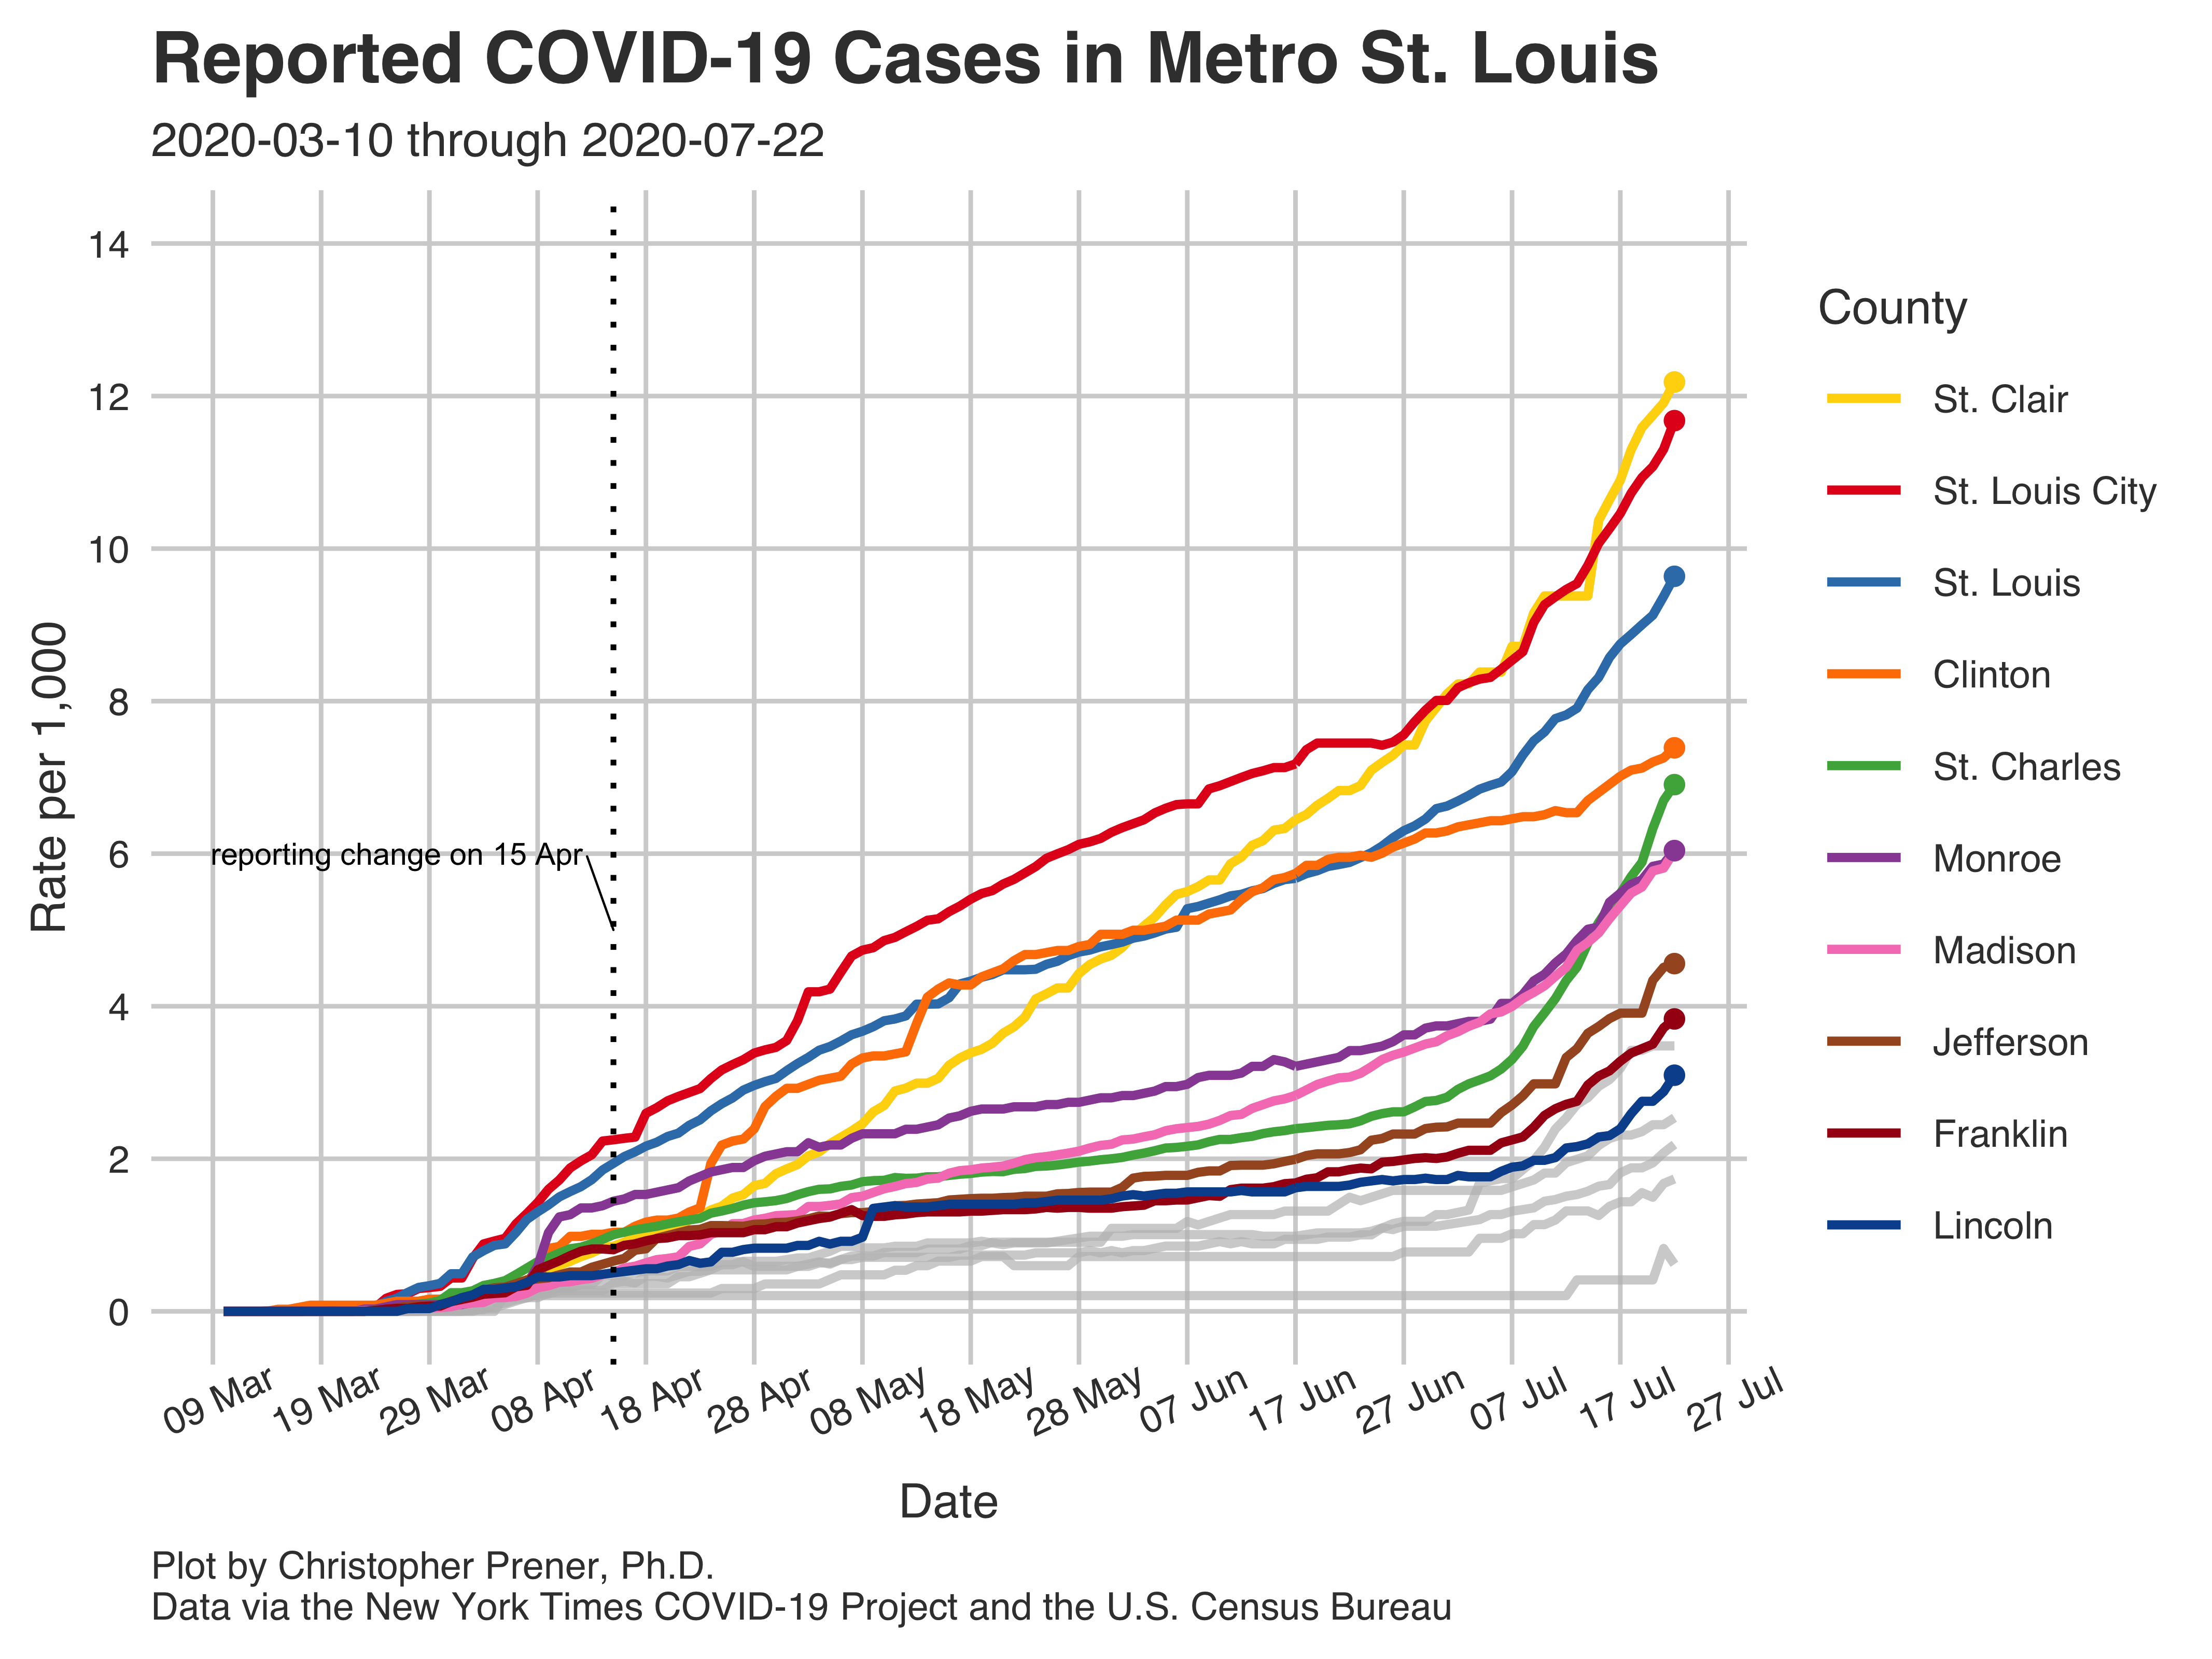 Reported COVID-19 Cases in Metro St. Louis
2020-03-10 through 2020-07-22
Rate per 1,000
14
12
10
8
6
4
2
0
reporting change on 15 Apr
09 Mar
19 Mar
29 Mar
08 Apr
18 Apr
28 Apr
08 May
18 May
28 May
07 Jun
17 Jun
27 Jun
07 Jul
17 Jul
27 Jul
Date
County
St. Clair
St. Louis City
St. Louis
Clinton
St. Charles
Monroe
Madison
Jefferson
Franklin
Lincoln
Plot by Christopher Prener, Ph.D.
Data via the New York Times COVID-19 Project and the U.S. Census Bureau